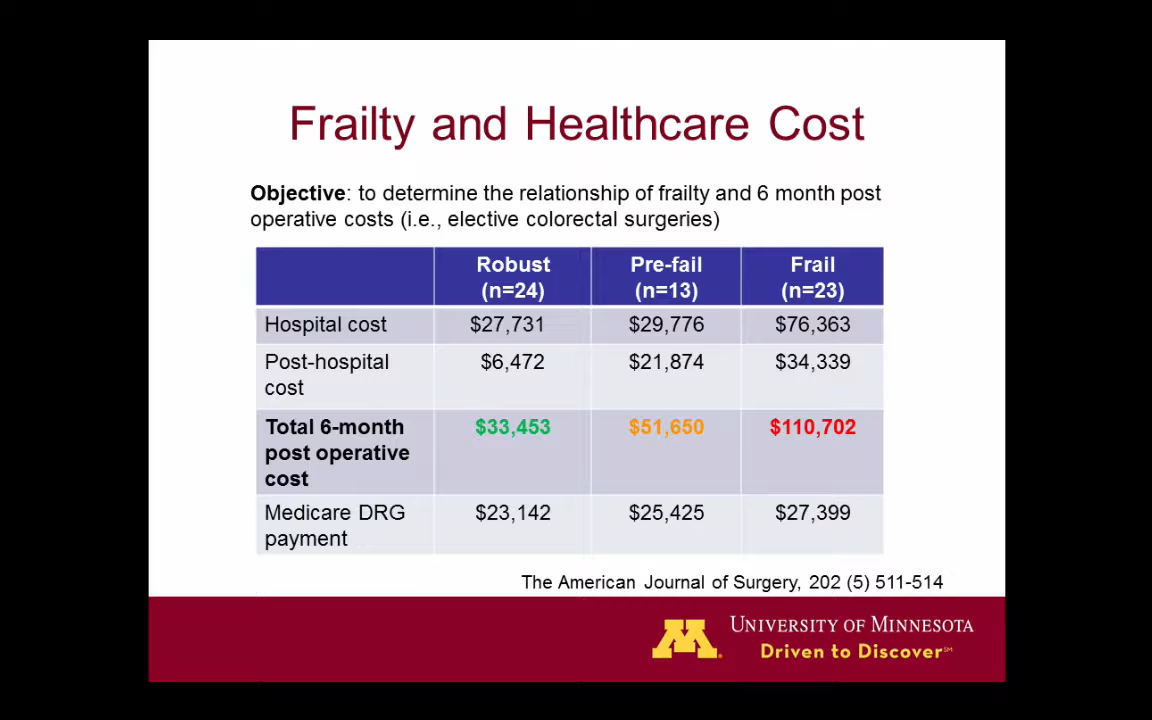 Frailty and Healthcare Cost
Objective: to determine the relationship of frailty and 6 month post
operative costs (i.e., elective colorectal surgeries)
Robust
(n=24)
Pre-fail
(n=13)
Frail
(n=23)
Hospital cost $27,731 $29,776 $76,363
Post-hospital
cost
$6,472 $21,874 $34,339
Total 6-month
post operative
cost
$33,453 $51,650 $110,702
Medicare DRG
payment
$23,142 $25,425 $27,399
The American Journal of Surgery, 202 (5) 511-514
M
UNIVERSITY OF MINNESOTA
Driven to Discover℠